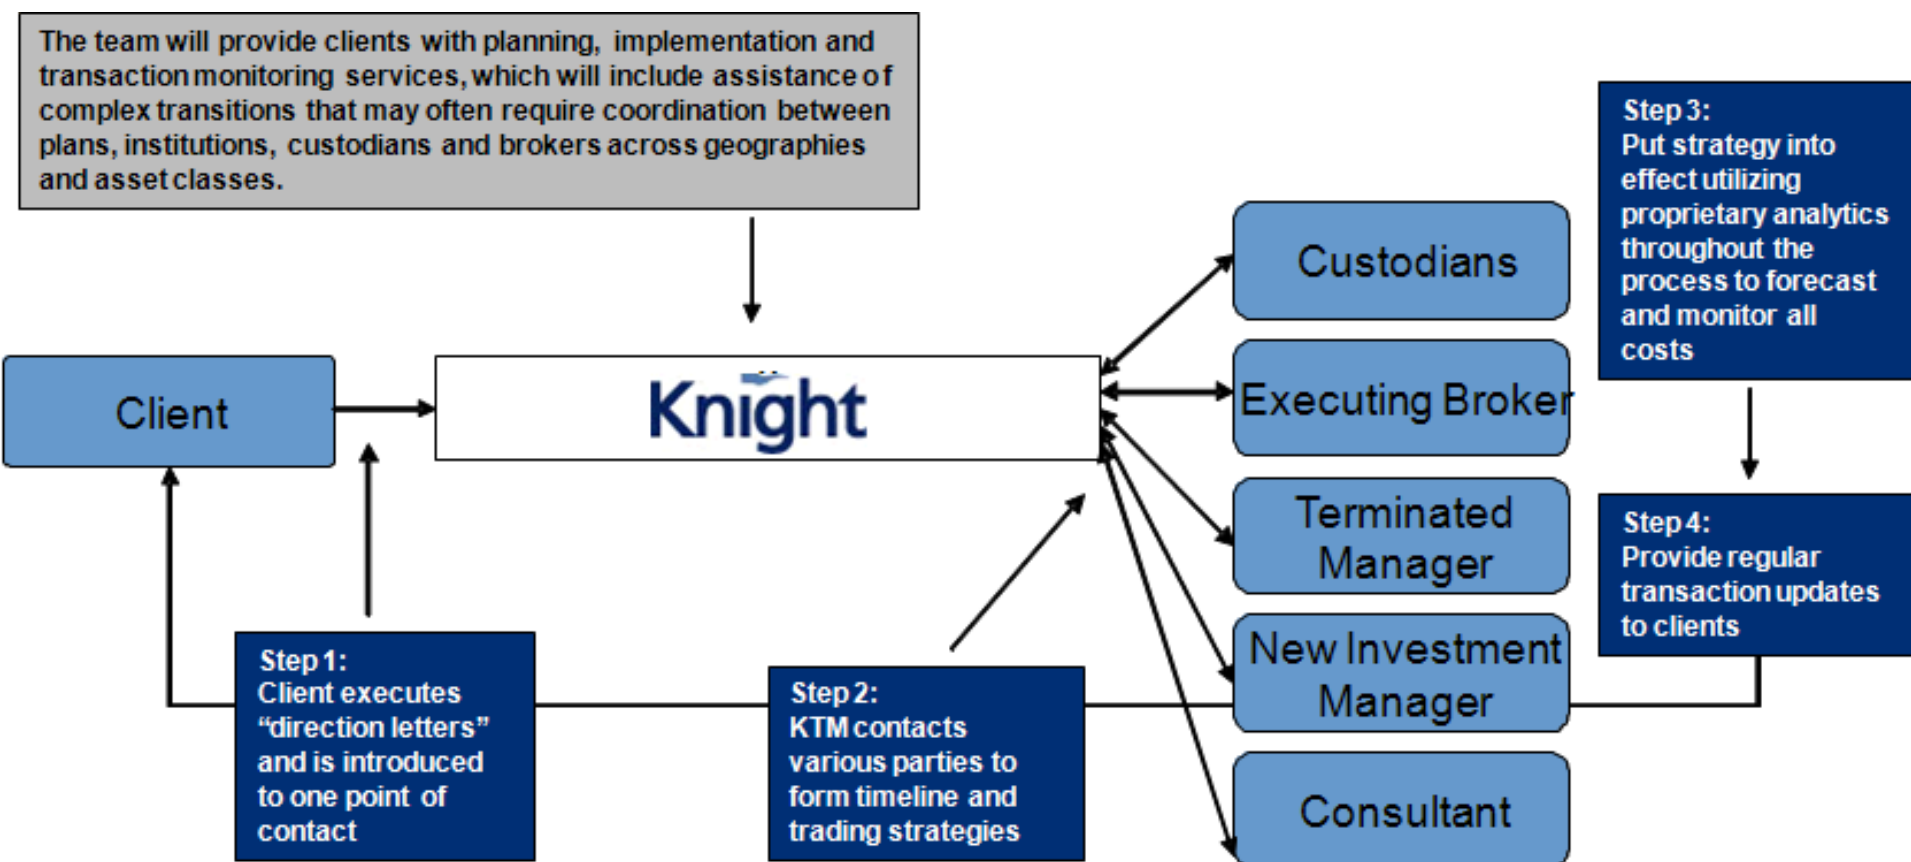 The team will provide clients with planning, implementation and
transaction monitoring services, which will include assistance of
complex transitions that may often require coordination between
plans, institutions, custodians and brokers across geographies
and asset classes.
Client
Knight
Custodians
Executing Broker
Terminated
Manager
New Investment
Manager
Consultant
Step 1:
Client executes
“direction letters”
and is introduced
to one point of
contact
Step 2:
KTM contacts
various parties to
form timeline and
trading strategies
Step 3:
Put strategy into
effect utilizing
proprietary analytics
throughout the
process to forecast
and monitor all
costs
Step 4:
Provide regular
transaction updates
to clients